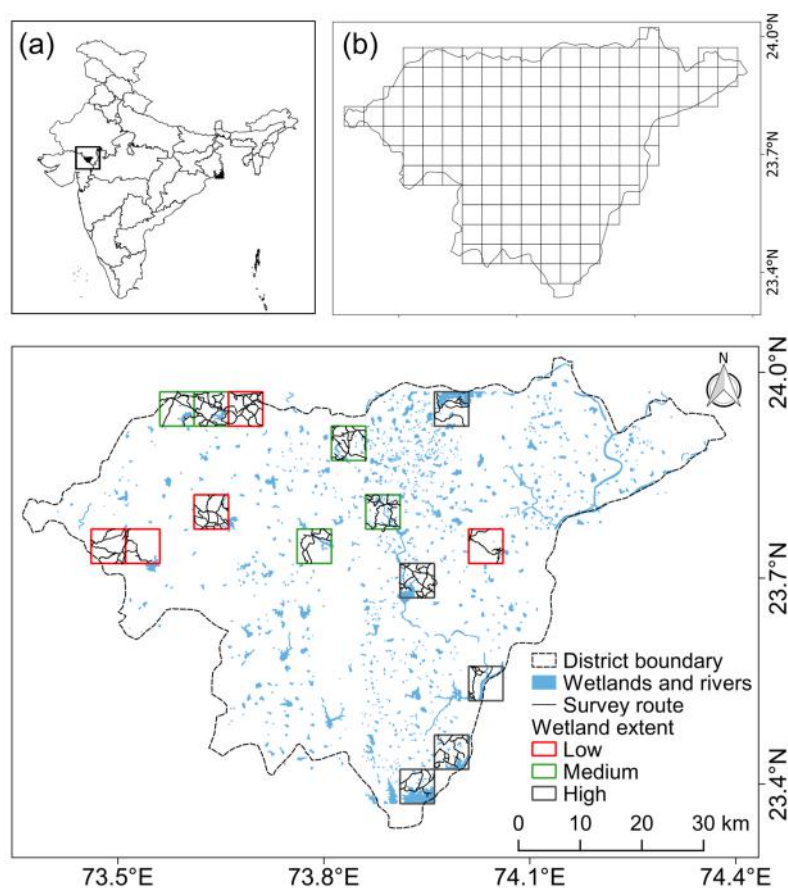 (a)
(b)
24.0°N
23.7°N
23.4°N
N
24.0°N
23.7°N
23.4°N
District boundary
Wetlands and rivers
Survey route
Wetland extent
Low
Medium
High
0 10 20 30 km
73.5°E 73.8°E 74.1°E 74.4°E